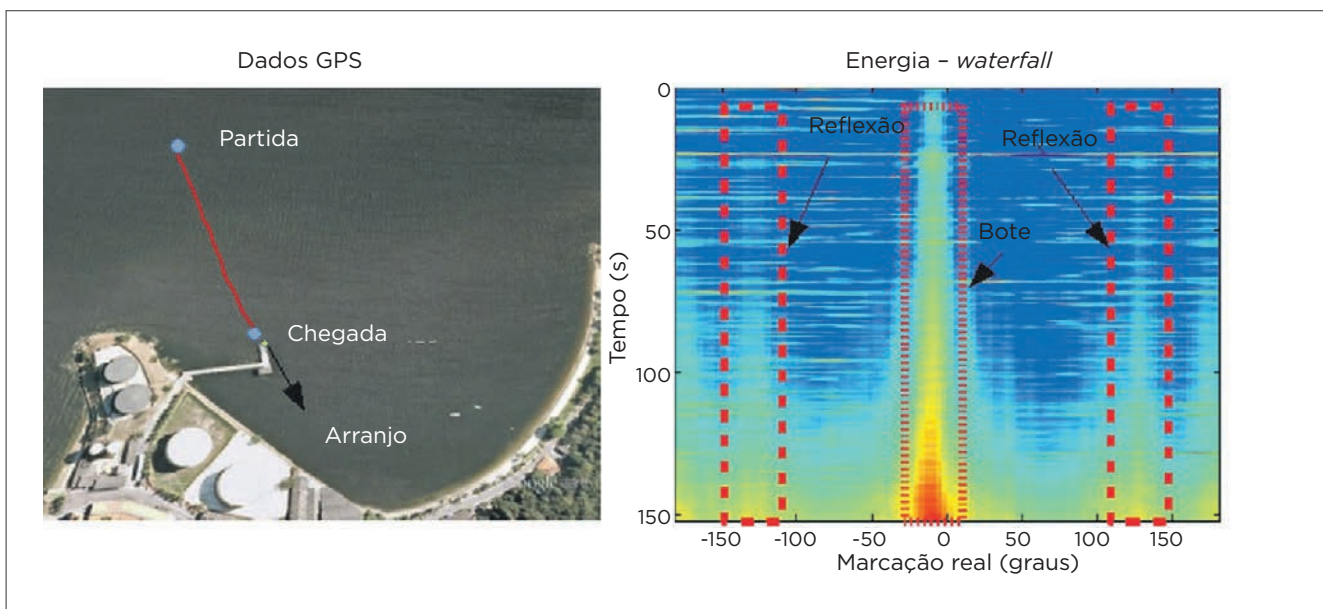 Dados GPS
Partida
Chegada
Arranjo
Energia – waterfall
Reflexão
Reflexão
Bote
Tempo (s)
0
50
100
150
-150 -100 -50 0 50 100 150
Marcação real (graus)